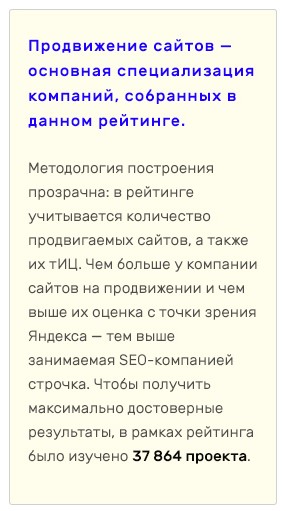 Продвижение сайтов —
основная специализация
компаний, собранных в
данном рейтинге.
Методология построения
прозрачна: в рейтинге
учитывается количество
продвигаемых сайтов, а также
их тИЦ. Чем больше у компании
сайтов на продвижении и чем
выше их оценка с точки зрения
Яндекса — тем выше
занимаемая SEO-компанией
строчка. Чтобы получить
максимально достоверные
результаты, в рамках рейтинга
было изучено 37 864 проекта.